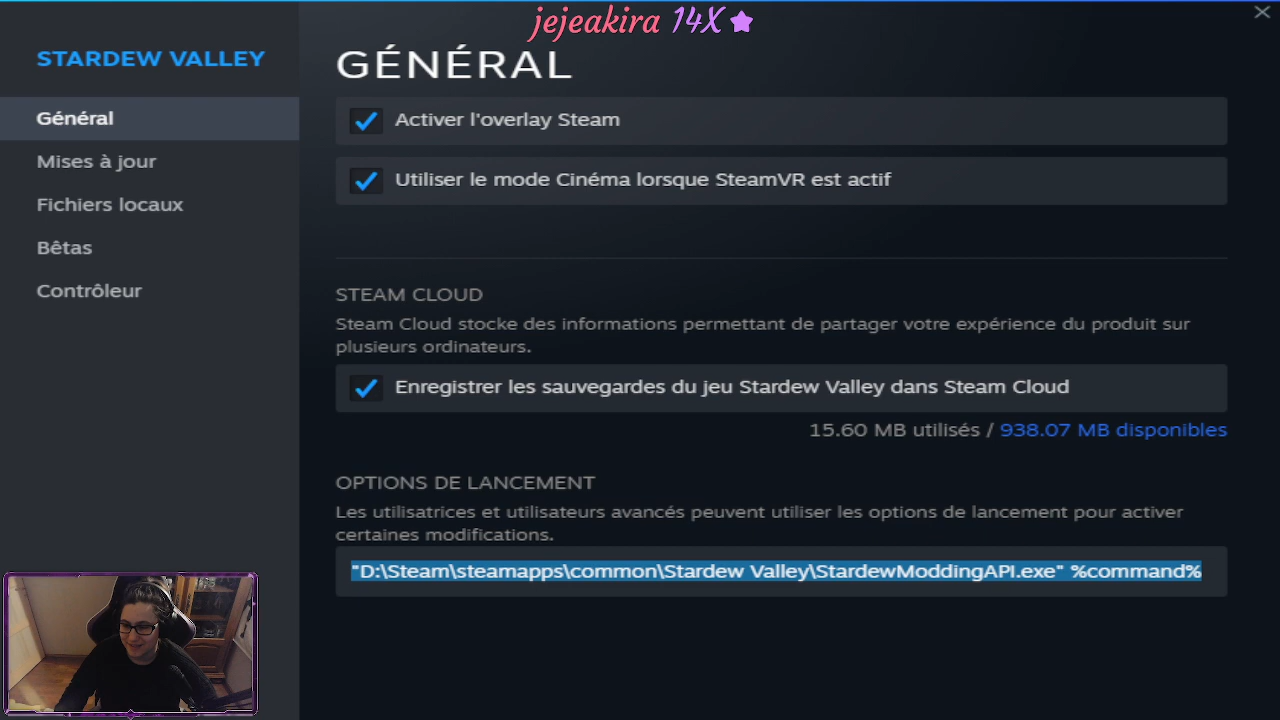 jejeakira 14X
STARDEW VALLEY
Général
Mises à jour
Fichiers locaux
Bêtas
Contrôleur
GÉNÉRAL
Activer l'overlay Steam
Utiliser le mode Cinéma lorsque SteamVR est actif
STEAM CLOUD
Steam Cloud stocke des informations permettant de partager votre expérience du produit sur
plusieurs ordinateurs.
Enregistrer les sauvegardes du jeu Stardew Valley dans Steam Cloud
15.60 MB utilisés / 938.07 MB disponibles
OPTIONS DE LANCEMENT
Les utilisatrices et utilisateurs avancés peuvent utiliser les options de lancement pour activer
certaines modifications.
"D:\Steam\steamapps\common\Stardew Valley\StardewModdingAPI.exe" %command%